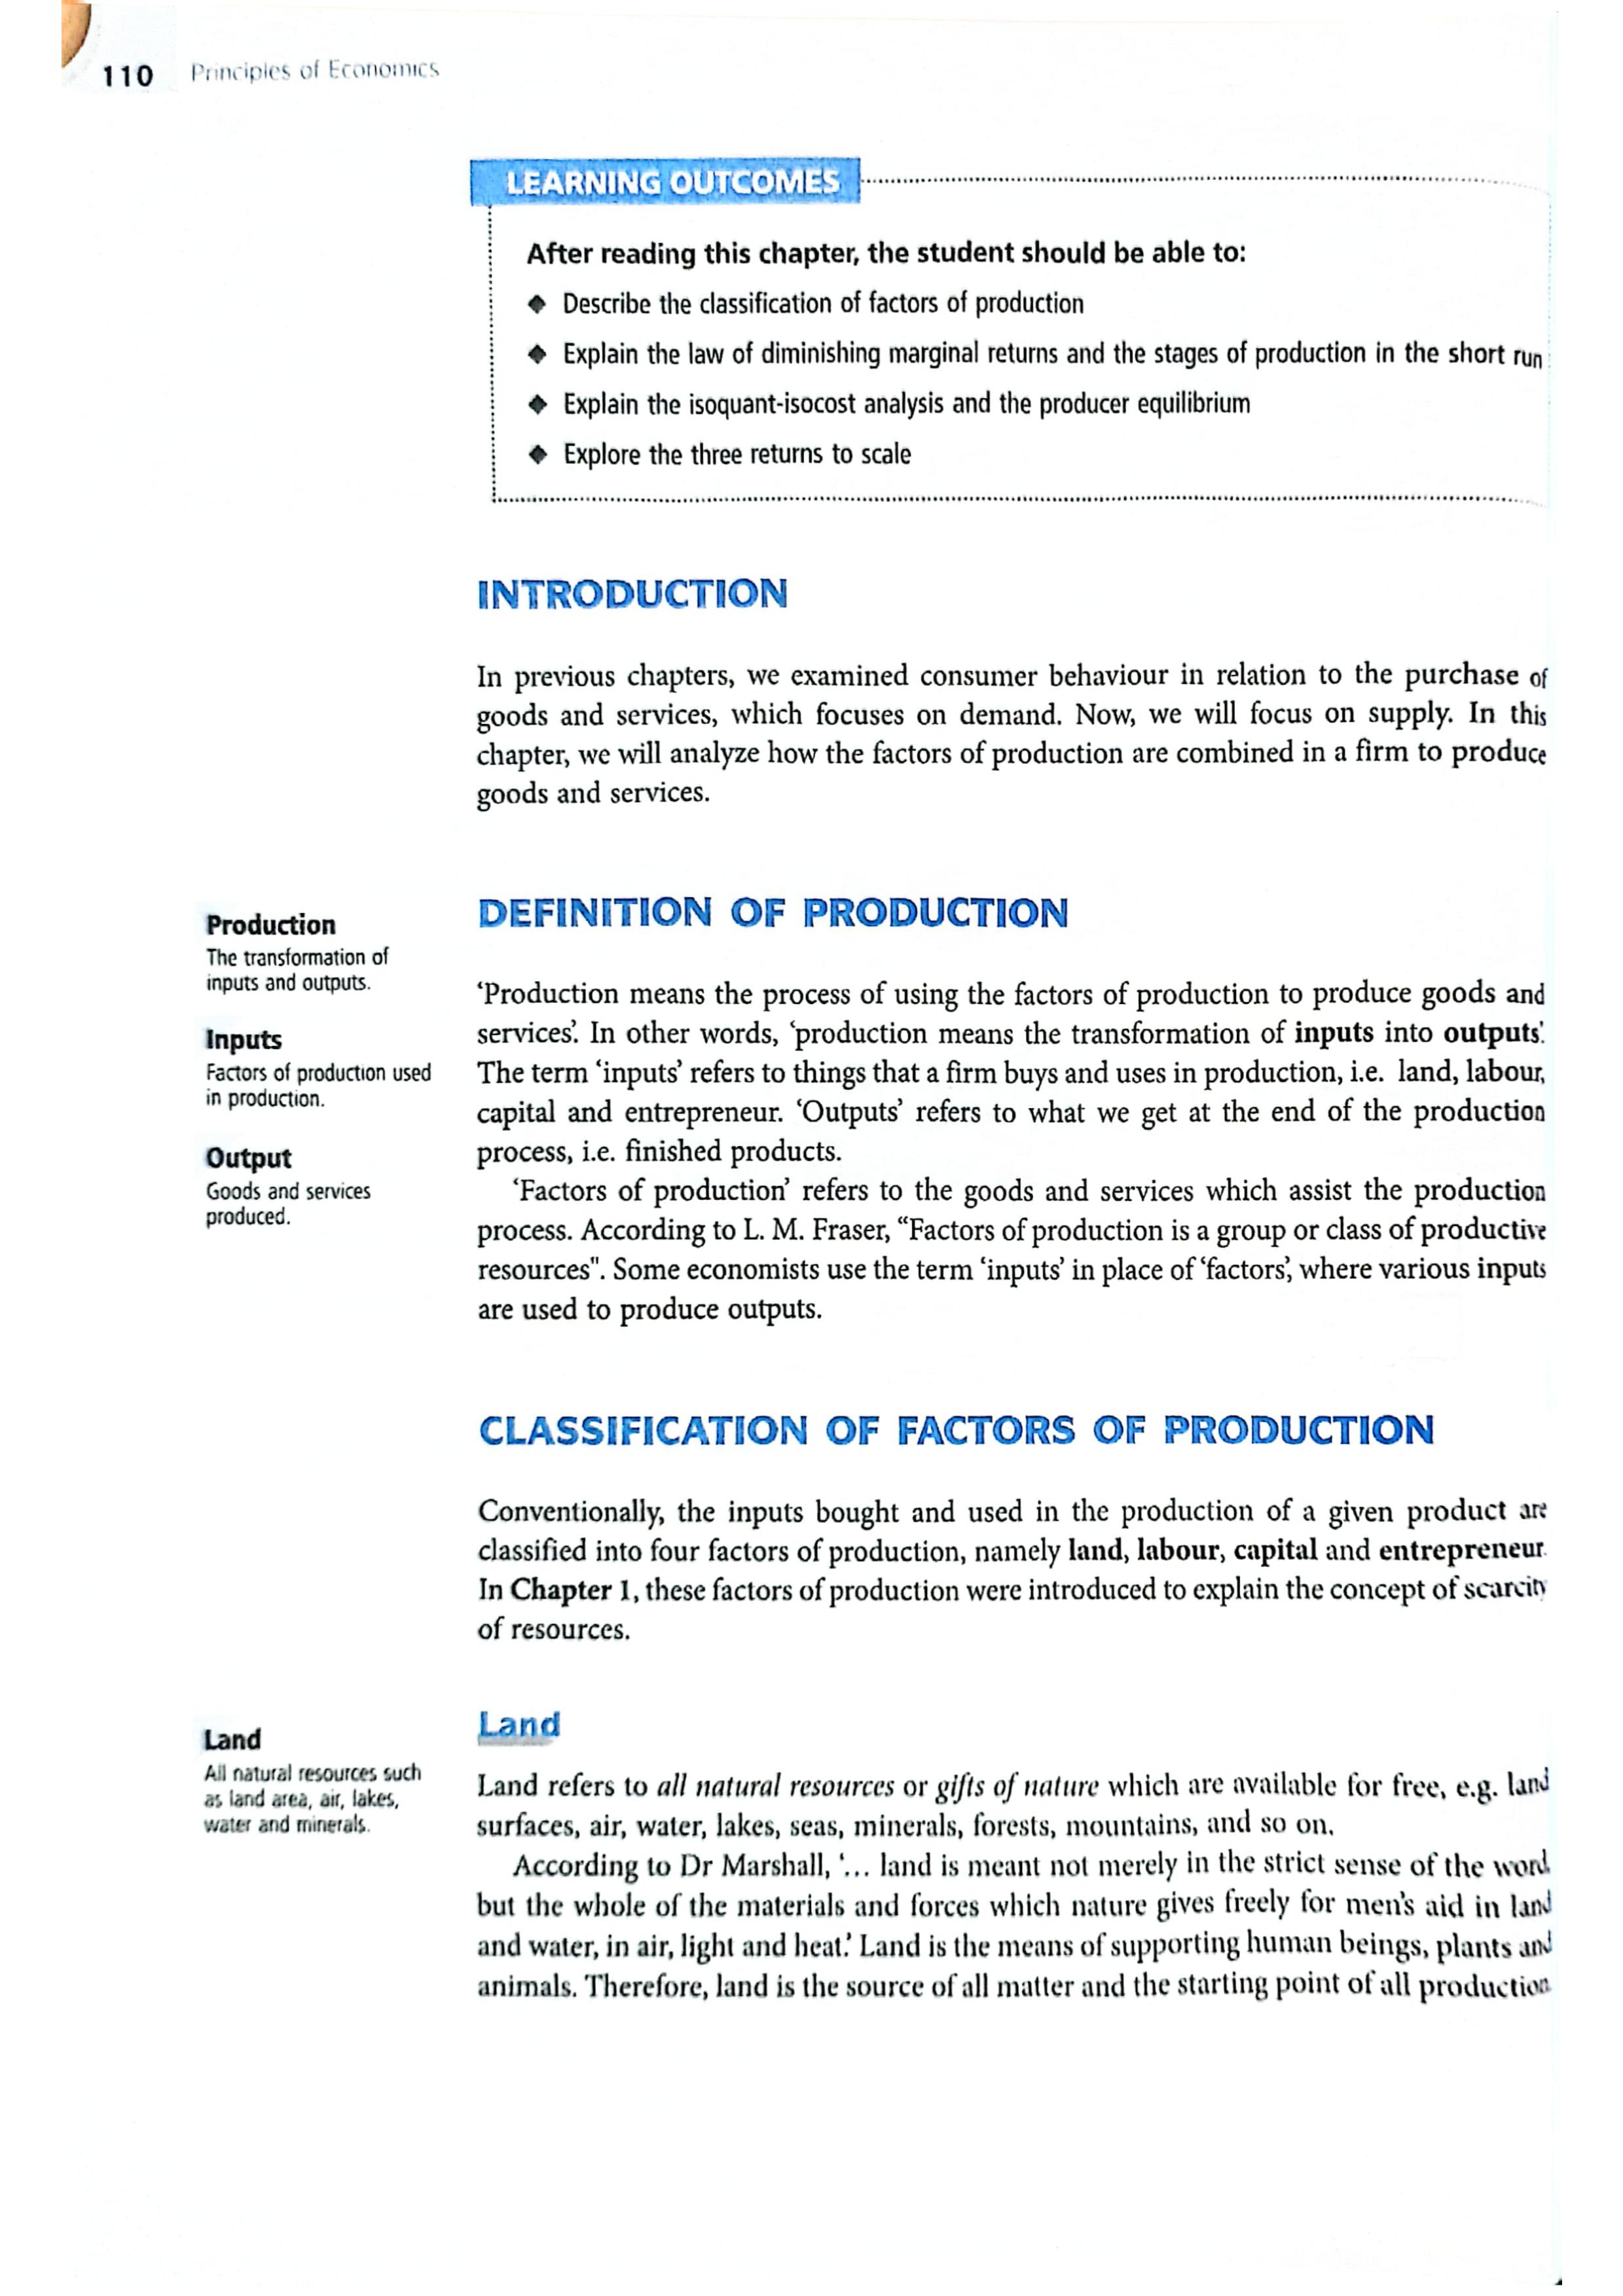 110 Principles of Economics
LEARNING OUTCOMES
After reading this chapter, the student should be able to:
◆ Describe the classification of factors of production
◆ Explain the law of diminishing marginal returns and the stages of production in the short run
◆ Explain the isoquant-isocost analysis and the producer equilibrium
◆ Explore the three returns to scale
INTRODUCTION
In previous chapters, we examined consumer behaviour in relation to the purchase of
goods and services, which focuses on demand. Now, we will focus on supply. In this
chapter, we will analyze how the factors of production are combined in a firm to produce
goods and services.
Production
The transformation of
inputs and outputs.
Inputs
Factors of production used
in production.
Output
Goods and services
produced.
DEFINITION OF PRODUCTION
‘Production means the process of using the factors of production to produce goods and
services’. In other words, ‘production means the transformation of inputs into outputs’.
The term ‘inputs’ refers to things that a firm buys and uses in production, i.e. land, labour,
capital and entrepreneur. ‘Outputs’ refers to what we get at the end of the production
process, i.e. finished products.
‘Factors of production’ refers to the goods and services which assist the production
process. According to L. M. Fraser, “Factors of production is a group or class of productive
resources". Some economists use the term ‘inputs’ in place of ‘factors’, where various inputs
are used to produce outputs.
CLASSIFICATION OF FACTORS OF PRODUCTION
Conventionally, the inputs bought and used in the production of a given product are
classified into four factors of production, namely land, labour, capital and entrepreneur.
In Chapter 1, these factors of production were introduced to explain the concept of scarcity
of resources.
Land
All natural resources such
as land area, air, lakes,
water and minerals.
Land
Land refers to all natural resources or gifts of nature which are available for free, e.g. land
surfaces, air, water, lakes, seas, minerals, forests, mountains, and so on.
According to Dr Marshall, ‘... land is meant not merely in the strict sense of the word
but the whole of the materials and forces which nature gives freely for men’s aid in land
and water, in air, light and heat.’ Land is the means of supporting human beings, plants and
animals. Therefore, land is the source of all matter and the starting point of all production